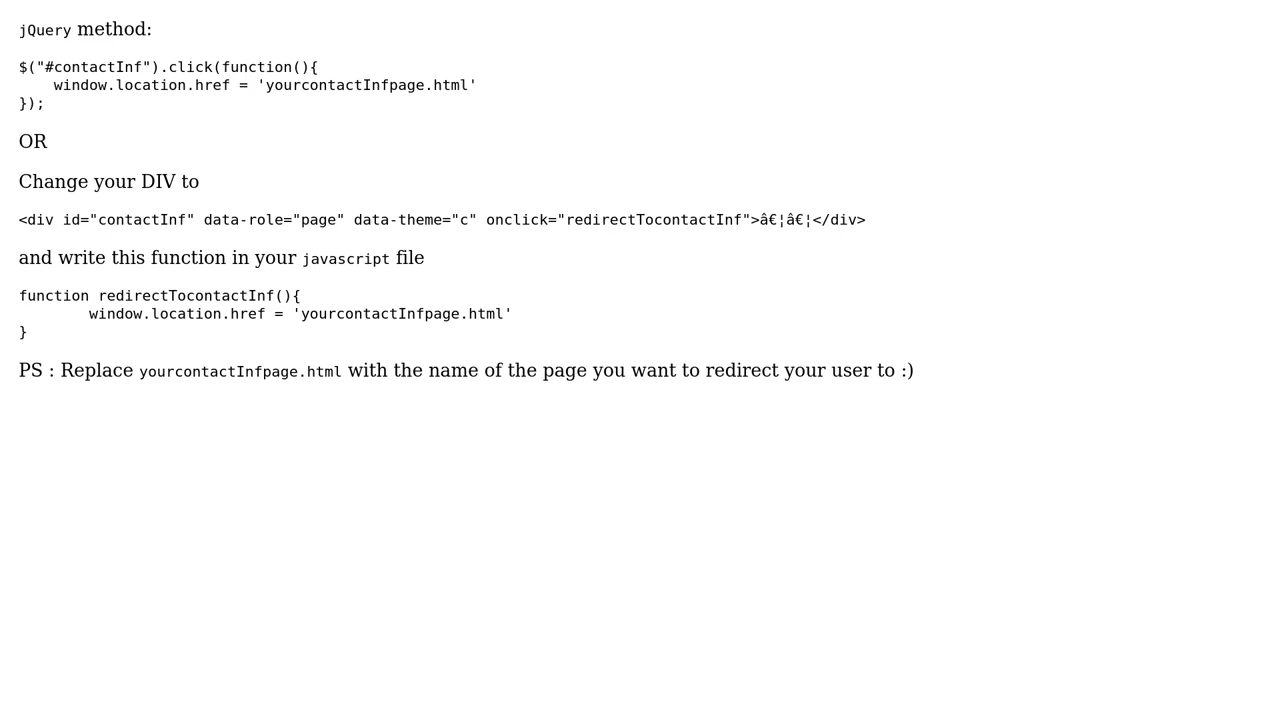 jQuery method:
$("#contactInf").click(function(){
    window.location.href = 'yourcontactInfpage.html'
});
OR
Change your DIV to
<div id="contactInf" data-role="page" data-theme="c" onclick="redirectTocontactInf">â€¦â€¦</div>
and write this function in your javascript file
function redirectTocontactInf(){
        window.location.href = 'yourcontactInfpage.html'
}
PS : Replace yourcontactInfpage.html with the name of the page you want to redirect your user to :)